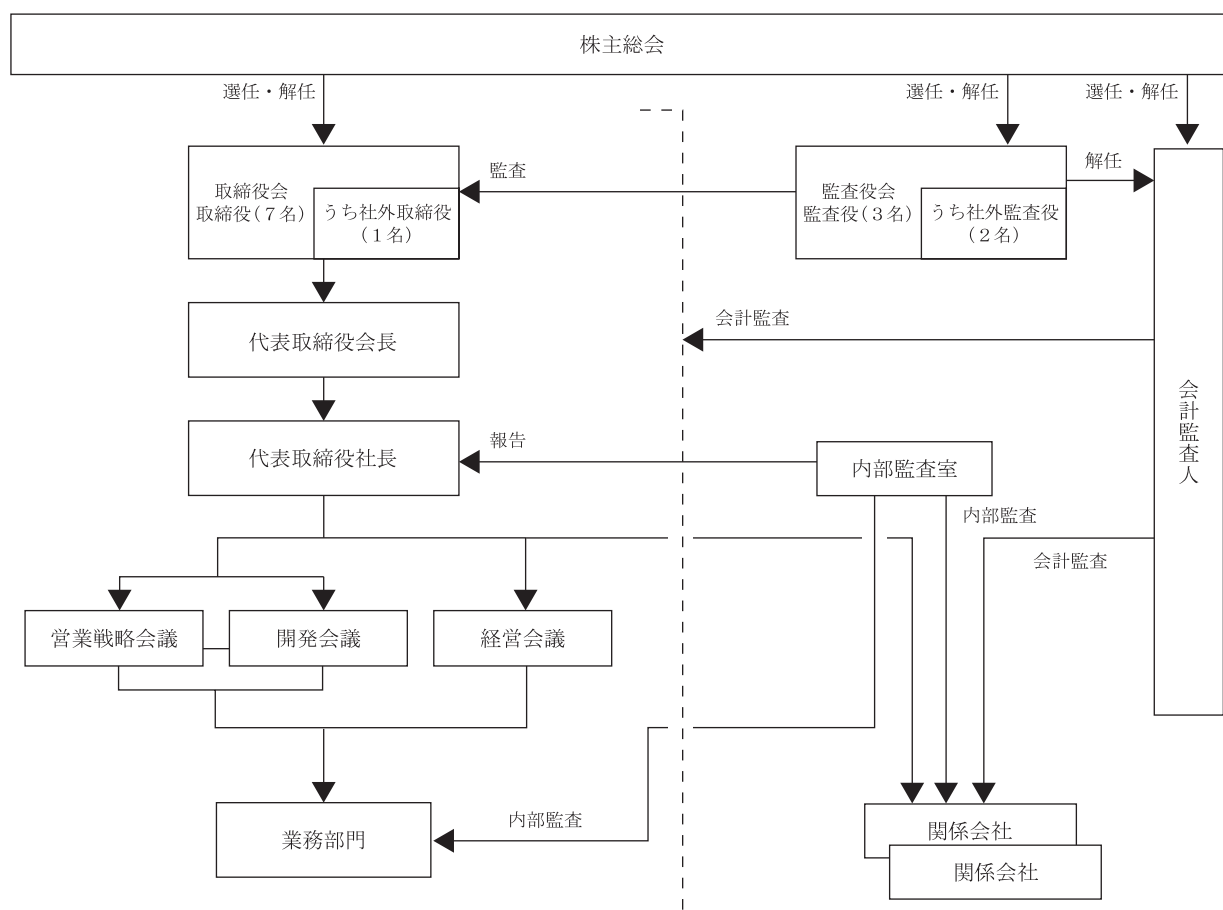 株主総会
選任・解任
選任・解任
選任・解任
取締役会
取締役(7名)
うち社外取締役
(1名)
監査
監査役会
監査役(3名)
うち社外監査役
(2名)
解任
代表取締役会長
会計監査
会計監査人
代表取締役社長
報告
内部監査室
内部監査
会計監査
営業戦略会議
開発会議
経営会議
業務部門
内部監査
関係会社
関係会社